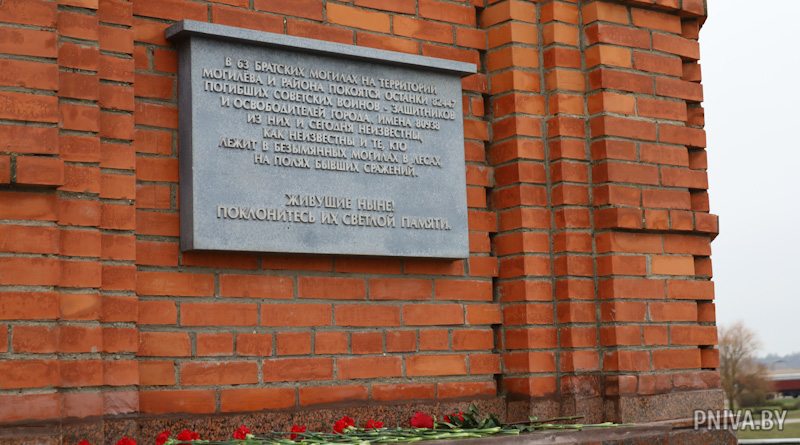 В 63 БРАТСКИХ МОГИЛАХ НА ТЕРРИТОРИИ
МОГИЛЕВА И РАЙОНА ПОКОЯТСЯ ОСТАНКИ 82447
ПОГИБШИХ СОВЕТСКИХ ВОИНОВ - ЗАЩИТНИКОВ
И ОСВОБОДИТЕЛЕЙ ГОРОДА, ИМЕНА 80938
ИЗ НИХ И СЕГОДНЯ НЕИЗВЕСТНЫ,
КАК НЕИЗВЕСТНЫ И ТЕ, КТО
ЛЕЖИТ В БЕЗЫМЯННЫХ МОГИЛАХ В ЛЕСАХ,
НА ПОЛЯХ БЫВШИХ СРАЖЕНИЙ.
ЖИВУЩИЕ НЫНЕ!
ПОКЛОНИТЕСЬ ИХ СВЕТЛОЙ ПАМЯТИ.
PNIVA.BY